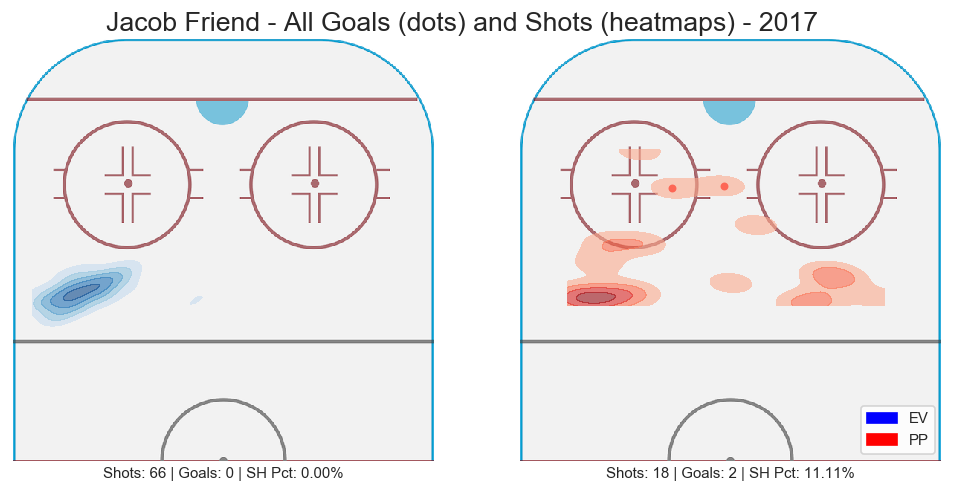 Jacob Friend - All Goals (dots) and Shots (heatmaps) - 2017
EV
PP
Shots: 66 | Goals: 0 | SH Pct: 0.00%
Shots: 18 | Goals: 2 | SH Pct: 11.11%